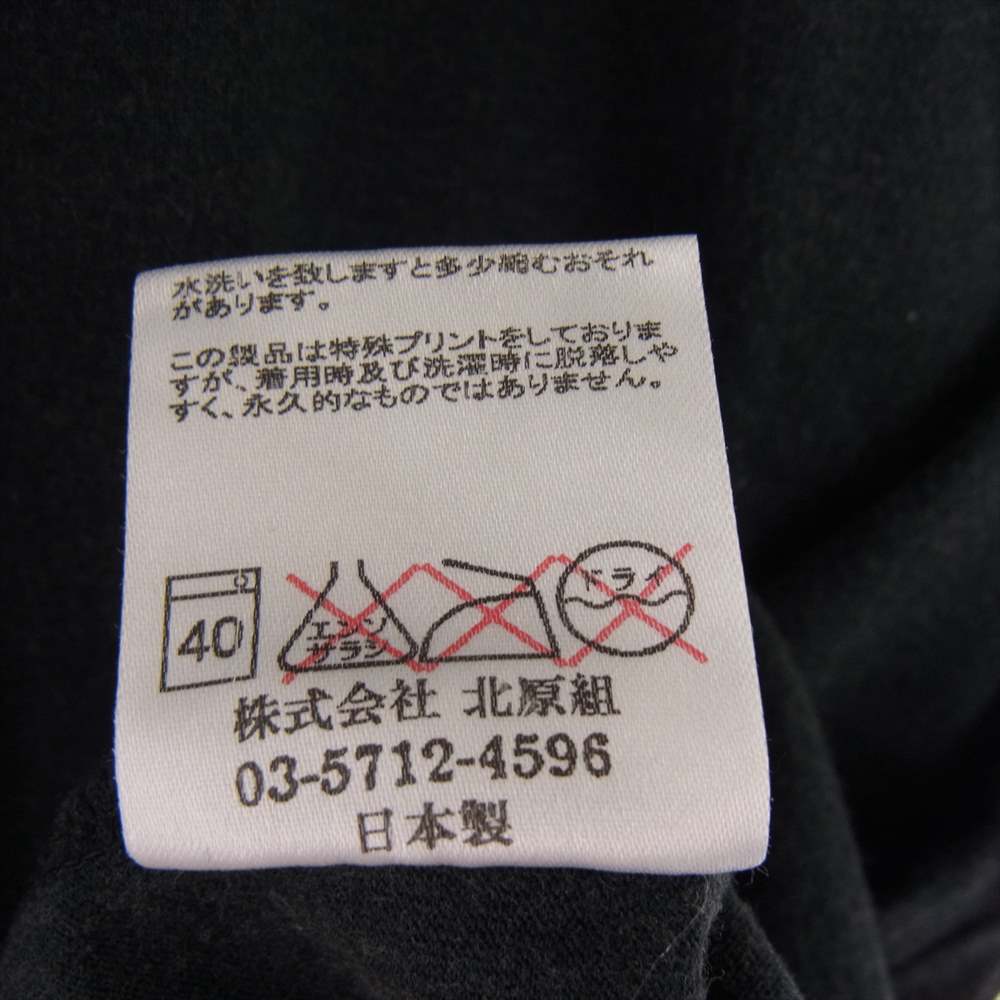 水洗いを致しますと多少縮むおそれ
があります。
この製品は特殊プリントをしておりま
すが、着用時及び洗濯時に脱落しや
すく、永久的なものではありません。
40
エンソ
サラシ
ドライ
株式会社 北原組
03-5712-4596
日本製